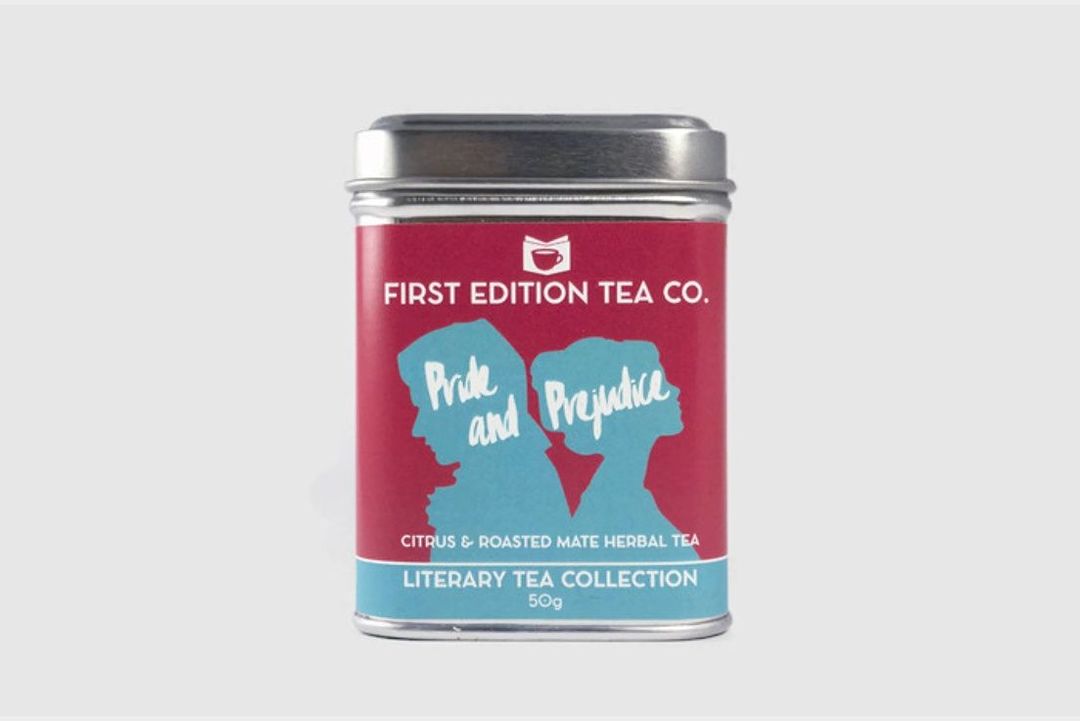 FIRST EDITION TEA CO.
Pride
and
Prejudice
CITRUS & ROASTED MATE HERBAL TEA
LITERARY TEA COLLECTION
50g